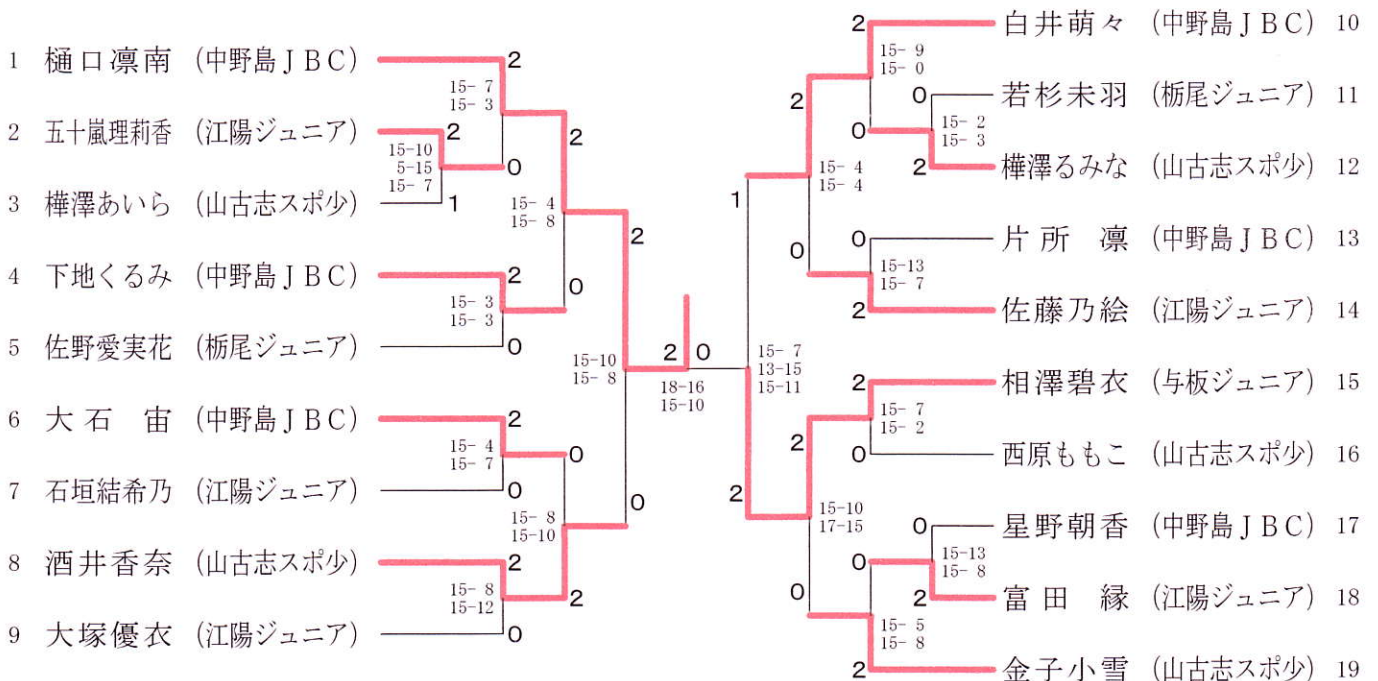 1 樋口凛南 (中野島JBC) 2
15- 7
15- 3
2 五十嵐理莉香 (江陽ジュニア) 2
15-10
5-15
15- 7
0
2
3 樺澤あいら (山古志スポ少) 1
15- 4
15- 8
2
4 下地くるみ (中野島JBC) 2
15- 3
15- 3
0
5 佐野愛実花 (栃尾ジュニア) 0
15-10
15- 8
6 大石 宙 (中野島JBC) 2
15- 4
15- 7
0
7 石垣結希乃 (江陽ジュニア) 0
15- 8
15-10
0
8 酒井香奈 (山古志スポ少) 2
15- 8
15-12
2
9 大塚優衣 (江陽ジュニア) 0
2 0
18-16
15-10
2 白井萌々 (中野島JBC) 10
15- 9
15- 0
2
0 若杉未羽 (栃尾ジュニア) 11
15- 2
15- 3
0
2 樺澤るみな (山古志スポ少) 12
15- 4
15- 4
1
0 片所 凛 (中野島JBC) 13
15-13
15- 7
0
2 佐藤乃絵 (江陽ジュニア) 14
15- 7
13-15
15-11
2 相澤碧衣 (与板ジュニア) 15
15- 7
15- 2
2
0 西原ももこ (山古志スポ少) 16
2
15-10
17-15
0 星野朝香 (中野島JBC) 17
15-13
15- 8
0
2 富田 縁 (江陽ジュニア) 18
0
15- 5
15- 8
2 金子小雪 (山古志スポ少) 19